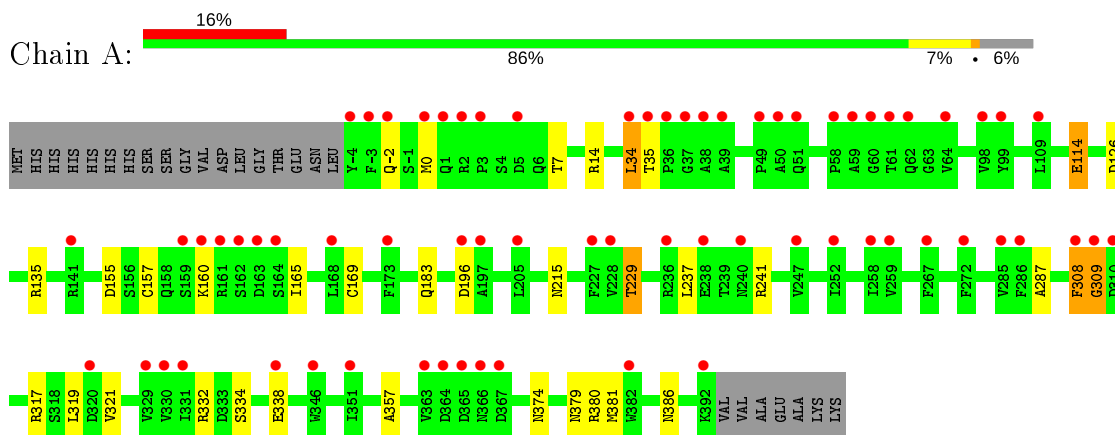 16%
Chain A:
86% 7% • 6%
MET HIS HIS HIS HIS HIS HIS SER SER GLY VAL ASP LEU GLY THR GLU ASN LEU Y-4 F-3 Q-2 S-1 M0 Q1 R2 P3 S4 D5 Q6 T7 R14 L34 T35 P36 G37 A38 A39 P49 A50 Q51 P58 A59 G60 T61 Q62 G63 V64 V98 Y99 L109 E114 D126
R135 R141 D155 S156 C157 Q158 S159 K160 R161 S162 D163 S164 I165 L168 C169 F173 Q183 D196 A197 L205 N215 F227 V228 T229 R236 L237 E238 T239 N240 R241 V247 I252 I258 V259 F267 F272 V285 F286 A287 F308 G309 D310
R317 S318 L319 D320 V321 V329 V330 I331 R332 D333 S334 E338 W346 I351 A357 V363 D364 D365 N366 D367 N374 N379 R380 M381 W382 N386 K392 VAL VAL ALA GLU ALA LYS LYS